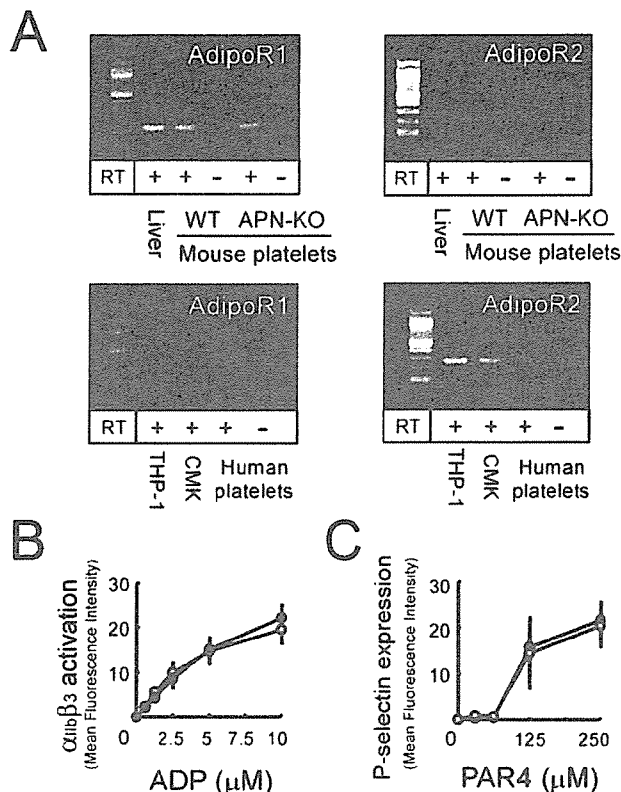 A
AdipoR1
RT + + - + -
Liver WT APN-KO
Mouse platelets
AdipoR2
RT + + - + -
Liver WT APN-KO
Mouse platelets
AdipoR1
RT + + + -
THP-1 CMK Human platelets
AdipoR2
RT + + + -
THP-1 CMK Human platelets
B
αIIbβ3 activation
(Mean Fluorescence Intensity)
30
20
10
0 2.5 5 7.5 10
ADP (μM)
C
P-selectin expression
(Mean Fluorescence Intensity)
30
20
10
0 125 250
PAR4 (μM)